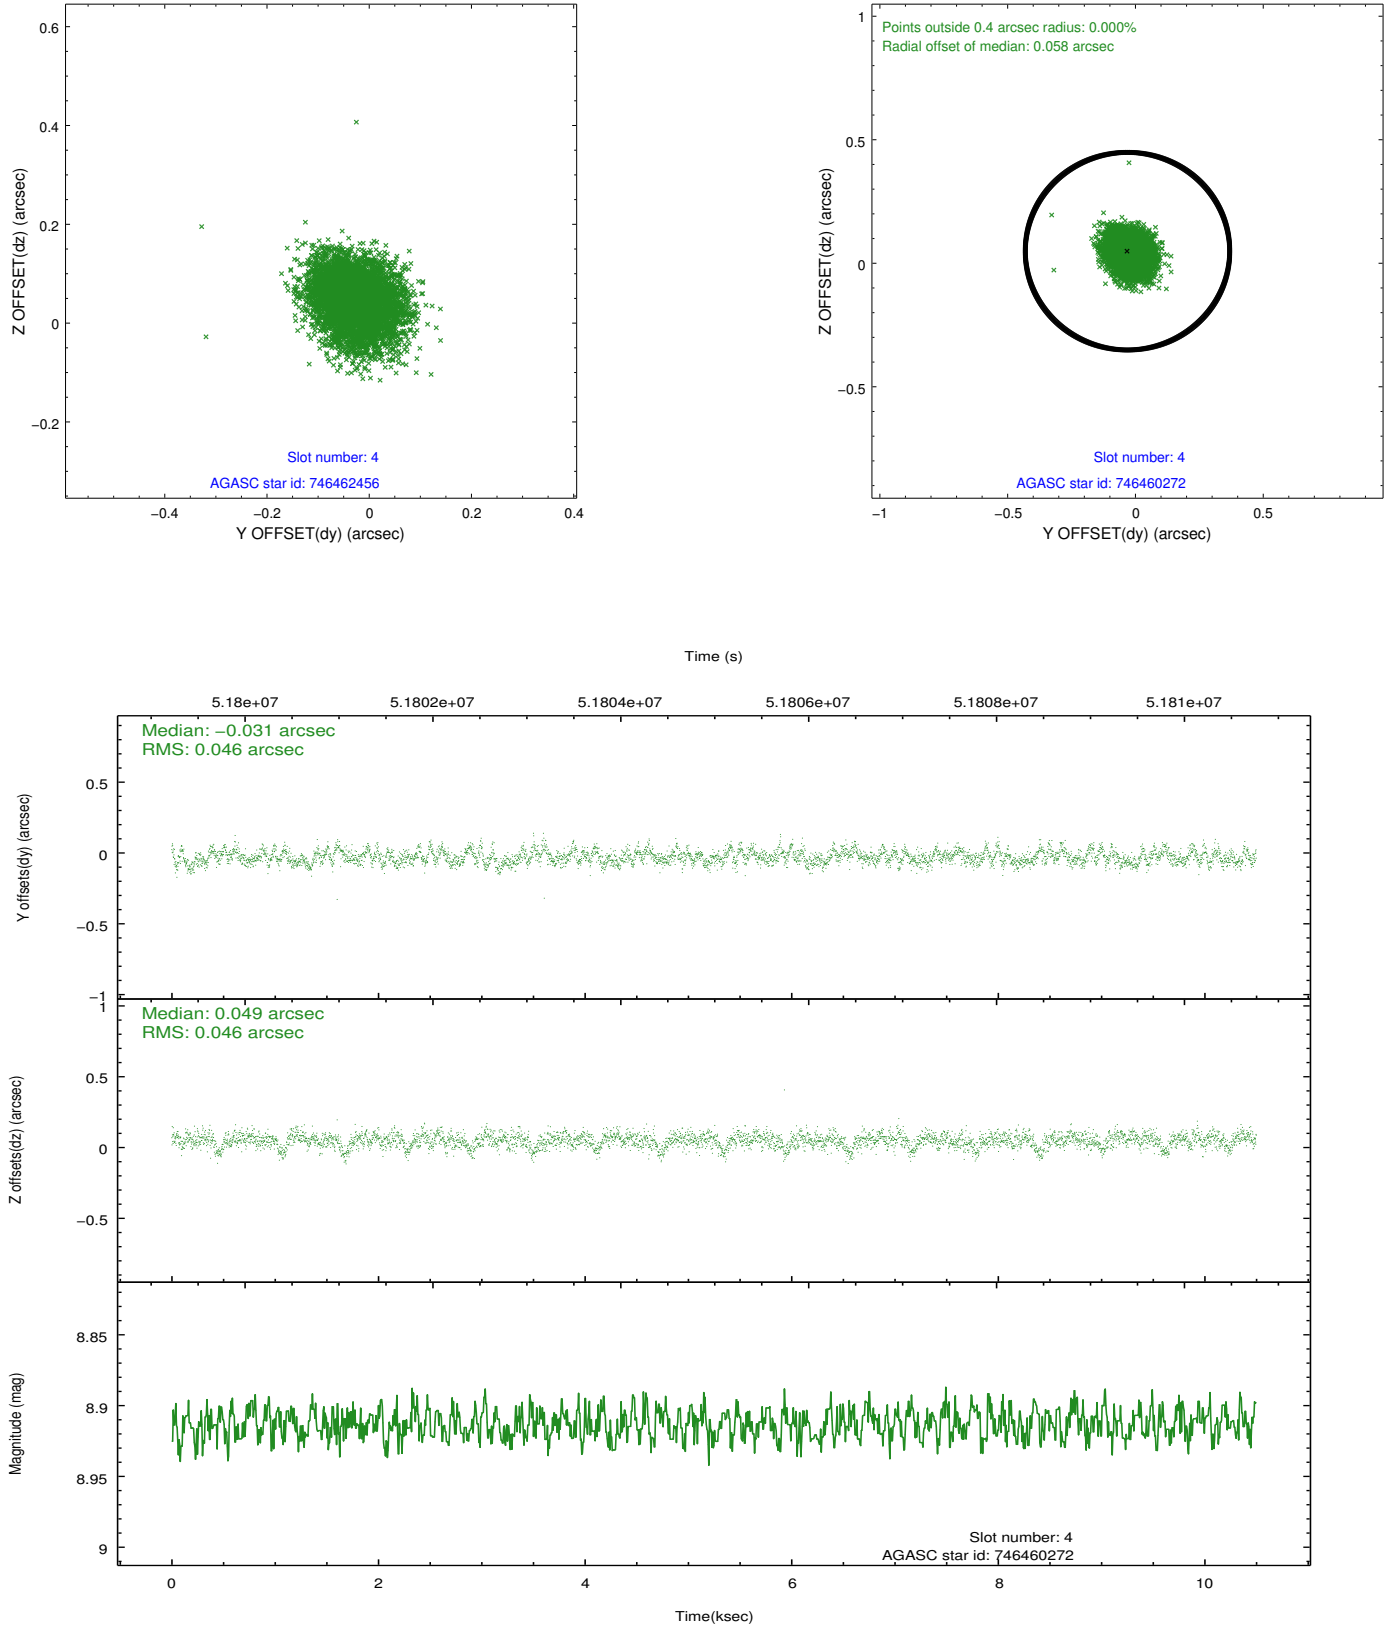 0.6
0.4
0.2
0
−0.2
Z OFFSET(dz) (arcsec)
Slot number: 4
AGASC star id: 746462456
−0.4
−0.2
0
0.2
0.4
Y OFFSET(dy) (arcsec)
Points outside 0.4 arcsec radius: 0.000%
Radial offset of median: 0.058 arcsec
1
0.5
0
−0.5
Z OFFSET(dz) (arcsec)
Slot number: 4
AGASC star id: 746460272
−1
−0.5
0
0.5
Y OFFSET(dy) (arcsec)
Time (s)
5.18e+07
5.1802e+07
5.1804e+07
5.1806e+07
5.1808e+07
5.181e+07
Median: −0.031 arcsec
RMS: 0.046 arcsec
0.5
0
−0.5
−1
Y offsets(dy) (arcsec)
Median: 0.049 arcsec
RMS: 0.046 arcsec
1
0.5
0
−0.5
Z offsets(dz) (arcsec)
8.85
8.9
8.95
9
Magnitude (mag)
Slot number: 4
AGASC star id: 746460272
0
2
4
6
8
10
Time(ksec)